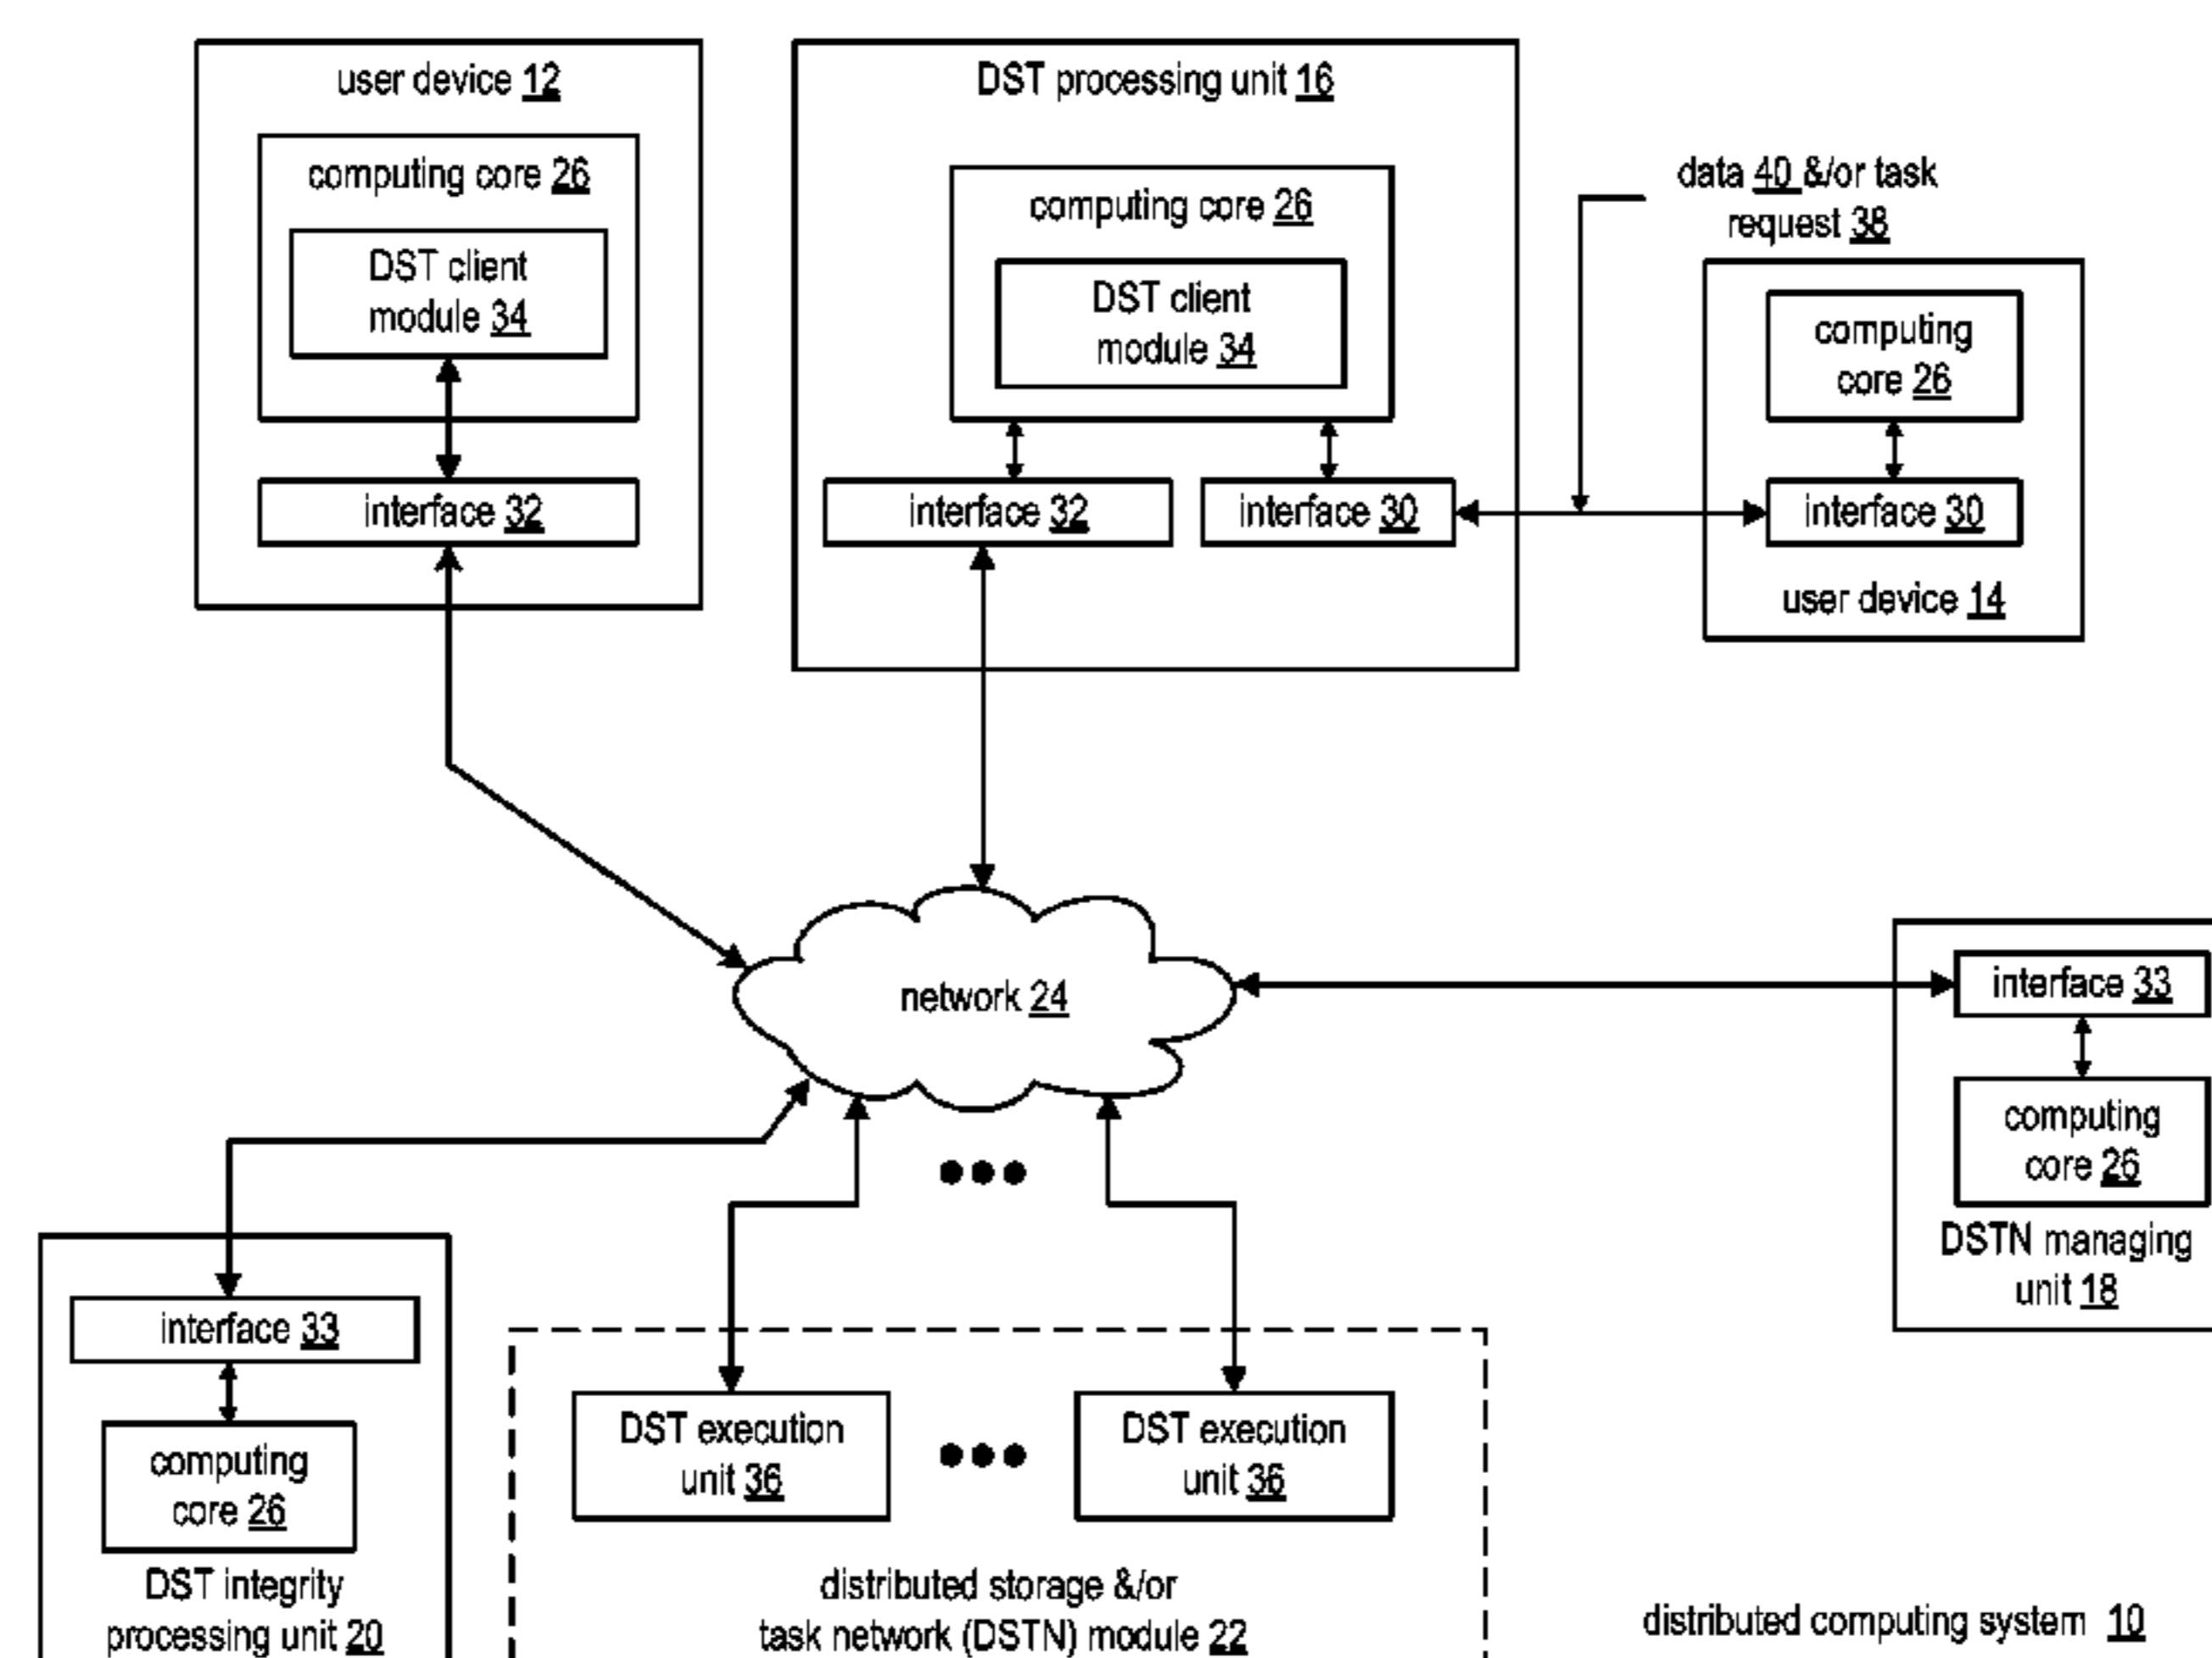 user device 12
computing core 26
DST client
module 34
interface 32
DST processing unit 16
computing core 26
DST client
module 34
interface 32
interface 30
data 40 &/or task
request 38
computing
core 26
interface 30
user device 14
network 24
interface 33
computing
core 26
DSTN managing
unit 18
interface 33
computing
core 26
DST integrity
processing unit 20
DST execution
unit 36
DST execution
unit 36
distributed storage &/or
task network (DSTN) module 22
distributed computing system 10